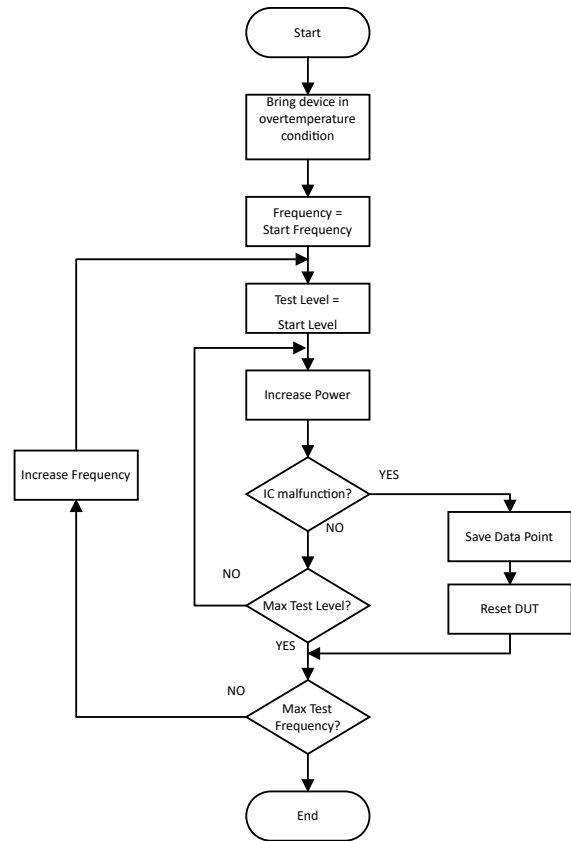 Start
Bring device in
overtemperature
condition
Frequency =
Start Frequency
Test Level =
Start Level
Increase Power
Increase Frequency
IC malfunction?
YES
NO
Save Data Point
NO
Max Test Level?
Reset DUT
YES
NO
Max Test
Frequency?
End